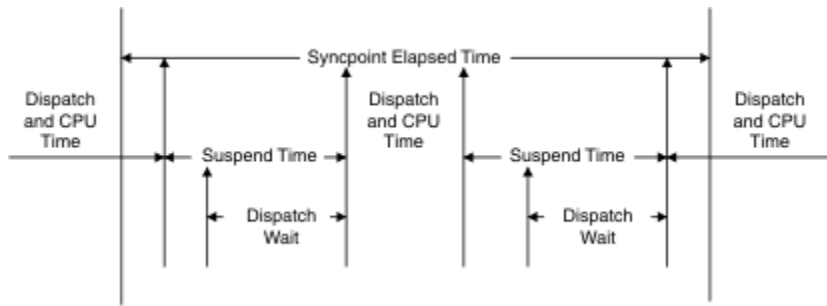 Syncpoint Elapsed Time
Dispatch
and CPU
Time
Dispatch
and CPU
Time
Dispatch
and CPU
Time
Suspend Time
Suspend Time
Dispatch
Wait
Dispatch
Wait